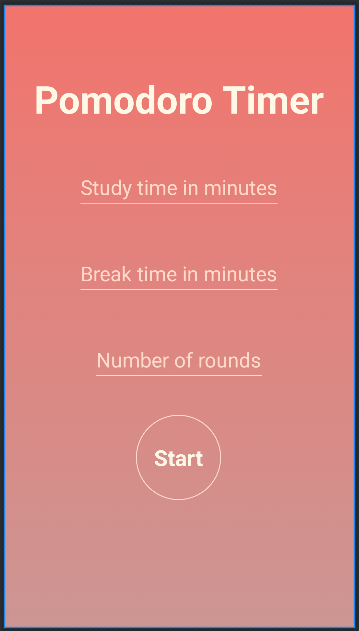 Pomodoro Timer
Study time in minutes
Break time in minutes
Number of rounds
Start